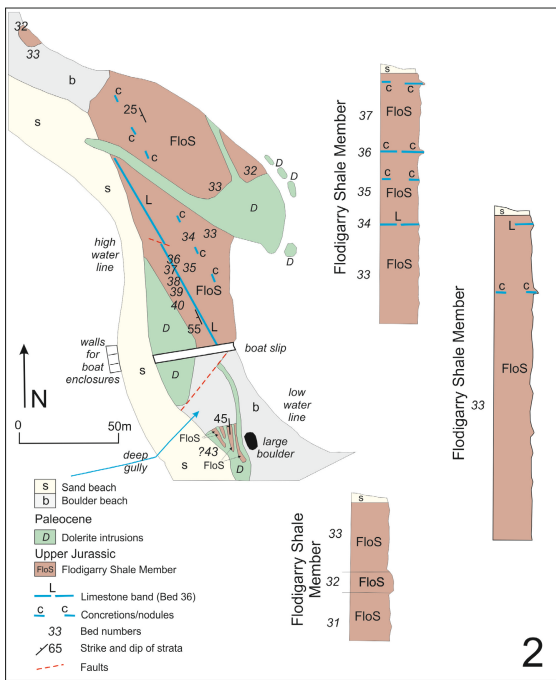 32
33
b
s
25
c
c
c
FloS
32
33
D
D
D
D
s
L
c
34
33
high
water
line
36
35
c
37
38
c
39
FloS
40
55
L
D
boat slip
walls
for
boat
enclosures
s
D
N
0
50m
low
water
line
b
45
FloS
?43
FloS
D
large
boulder
deep
gully
s
s Sand beach
b Boulder beach
Paleocene
D Dolerite intrusions
Upper Jurassic
FloS Flodigarry Shale Member
L Limestone band (Bed 36)
c c Concretions/nodules
33 Bed numbers
65 Strike and dip of strata
Faults
Flodigarry Shale Member
s
c c
37 FloS
36 c c
c c
35 FloS
34 L
33 FloS
Flodigarry Shale Member
s
L
c c
FloS
33
Flodigarry Shale
Member
s
33 FloS
32 FloS
31 FloS
2